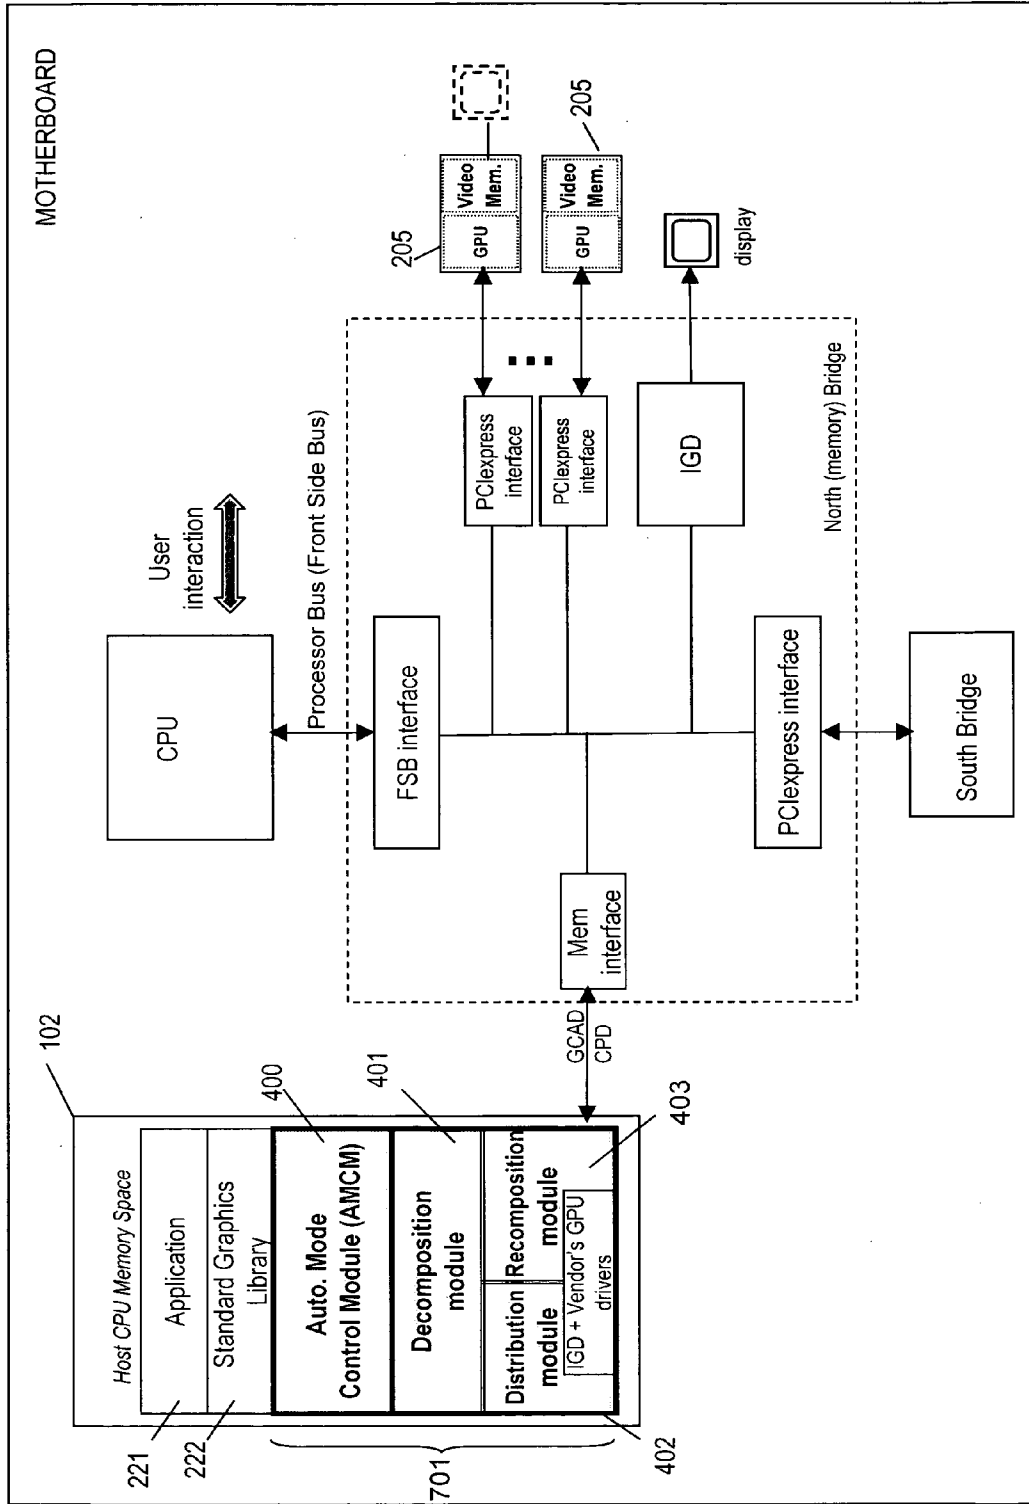 MOTHERBOARD
102
Host CPU Memory Space
221
Application
222
Standard Graphics
Library
400
Auto. Mode
Control Module (AMCM)
701
401
Decomposition
module
Distribution
module
Recomposition
module
IGD + Vendor's GPU
drivers
402
403
GCAD
CPD
CPU
User
interaction
Processor Bus (Front Side Bus)
FSB interface
Mem
interface
PCIexpress
interface
PCIexpress
interface
IGD
PCIexpress interface
North (memory) Bridge
South Bridge
205
GPU
Video
Mem.
205
GPU
Video
Mem.
display